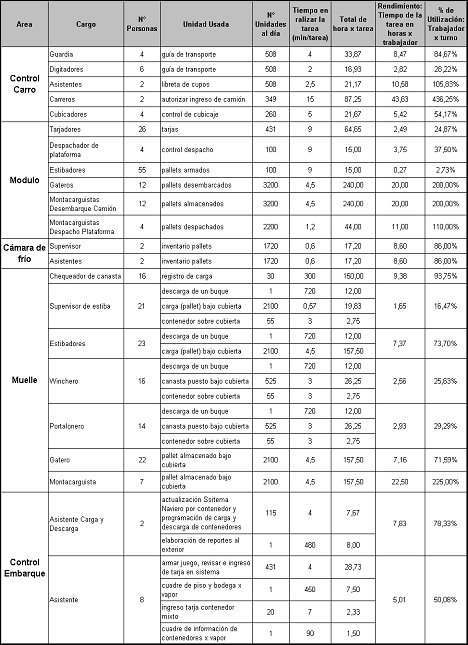 Area Cargo N° Personas Unidad Usada N° Unidades al día Tiempo en ralizar la tarea (min/tarea) Total de hora x tarea Rendimiento: Tiempo de la tarea en horas x trabajador % de Utilización: Trabajador x turno
Control Carro
Guardia 4 guía de transporte 508 4 33,87 8,47 84,67%
Digitadores 6 guía de transporte 508 2 16,93 2,82 28,22%
Asistentes 2 libreta de cupos 508 2,5 21,17 10,58 105,83%
Carreros 2 autorizar ingreso de camión 349 15 87,25 43,63 436,25%
Cubicadores 4 control de cubicaje 260 5 21,67 5,42 54,17%
Modulo
Tarjadores 26 tarjas 431 9 64,65 2,49 24,87%
Despachador de plataforma 4 control despacho 100 9 15,00 3,75 37,50%
Estibadores 55 pallets armados 100 9 15,00 0,27 2,73%
Gateros 12 pallets desembarcados 3200 4,5 240,00 20,00 200,00%
Montacarguistas Desembarque Camión 12 pallets almacenados 3200 4,5 240,00 20,00 200,00%
Montacarguistas Despacho Plataforma 4 pallets despachados 2200 1,2 44,00 11,00 110,00%
Cámara de frío
Supervisor 2 inventario pallets 1720 0,6 17,20 8,60 86,00%
Asistentes 2 inventario pallets 1720 0,6 17,20 8,60 86,00%
Muelle
Chequeador de canasta 16 registro de carga 30 300 150,00 9,38 93,75%
Supervisor de estiba 21 descarga de un buque 1 720 12,00 1,65 16,47%
carga (pallet) bajo cubierta 2100 0,57 19,83
contenedor sobre cubierta 55 3 2,75
Estibadores 23 descarga de un buque 1 720 12,00 7,37 73,70%
carga (pallet) bajo cubierta 2100 4,5 157,50
Winchero 16 descarga de un buque 1 720 12,00 2,56 25,63%
canasta puesto bajo cubierta 525 3 26,25
contenedor sobre cubierta 55 3 2,75
Portalonero 14 descarga de un buque 1 720 12,00 2,93 29,29%
canasta puesto bajo cubierta 525 3 26,25
contenedor sobre cubierta 55 3 2,75
Gatero 22 pallet almacenado bajo cubierta 2100 4,5 157,50 7,16 71,59%
Montacarguista 7 pallet almacenado bajo cubierta 2100 4,5 157,50 22,50 225,00%
Control Embarque
Asistente Carga y Descarga 2 actualización Ssitema Naviero por contenedor y programación de carga y descarga de contenedores 115 4 7,67 7,83 78,33%
elaboración de reportes al exterior 1 480 8,00
Asistente 8 armar juego, revisar e ingreso de tarja en sistema 431 4 28,73 5,01 50,08%
cuadre de piso y bodega x vapor 1 450 7,50
ingreso tarja contenedor mixto 20 7 2,33
cuadre de información de contenedores x vapor 1 90 1,50